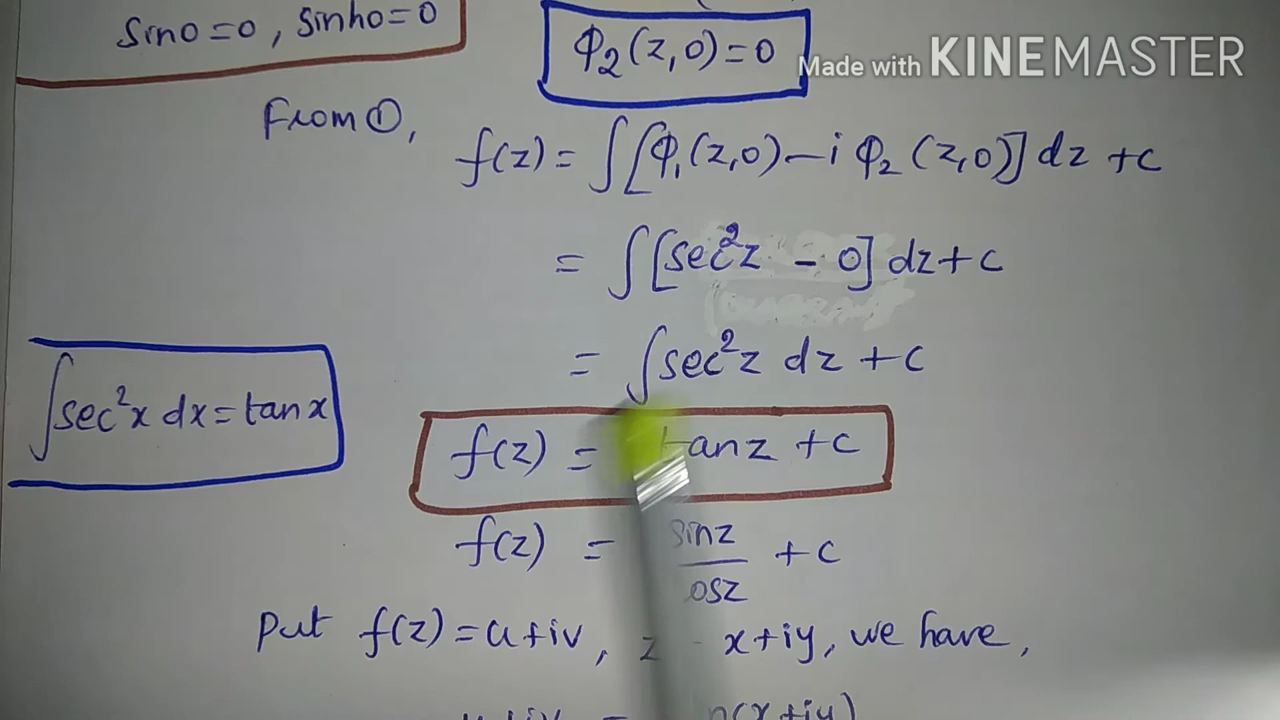 sin0=0, sinh0=0
φ₂(z,0)=0
Made with KINEMASTER
From ①,
f(z) = ∫[φ₁(z,0) – i φ₂(z,0)] dz + c
= ∫[sec²z - 0] dz + c
= ∫sec²z dz + c
∫sec²x dx = tan x
f(z) = tanz + c
f(z) = sinz/osz + c
Put f(z) = u+iv, z x+iy, we have,